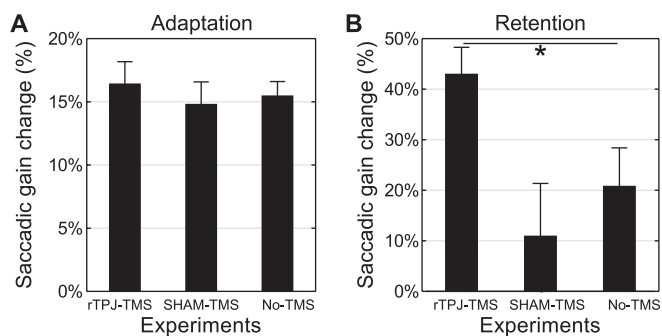 A
Adaptation
Saccadic gain change (%)
20%
15%
10%
5%
0%
rTPJ-TMS SHAM-TMS No-TMS
Experiments
B
Retention
Saccadic gain change (%)
50%
40%
30%
20%
10%
0%
*
rTPJ-TMS SHAM-TMS No-TMS
Experiments